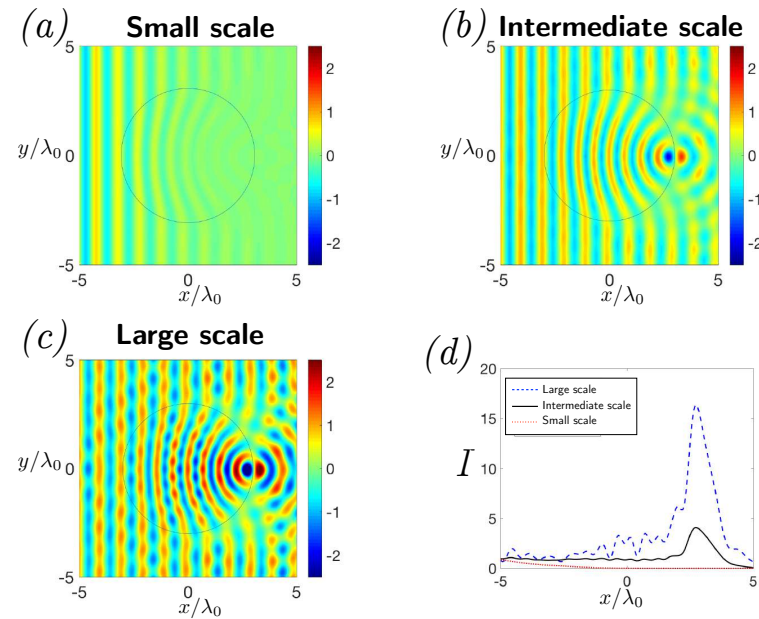 (a) Small scale
5
y/λ₀ 0
-5
-5 0 5
x/λ₀
2
1
0
-1
-2
(b) Intermediate scale
5
y/λ₀ 0
-5
-5 0 5
x/λ₀
2
1
0
-1
-2
(c) Large scale
5
y/λ₀ 0
-5
-5 0 5
x/λ₀
2
1
0
-1
-2
(d)
20
15
10
5
0
I
Large scale
Intermediate scale
Small scale
-5 0 5
x/λ₀